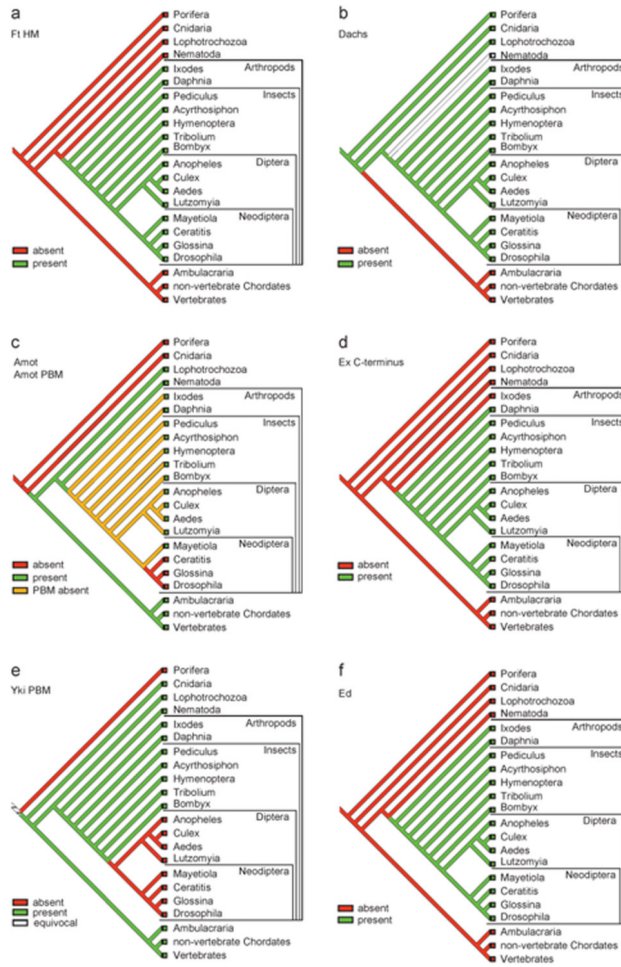 a
Ft HM
Porifera
Cnidaria
Lophotrochozoa
Nematoda
Ixodes
Arthropods
Daphnia
Pediculus
Insects
Acyrthosiphon
Hymenoptera
Tribolium
Bombyx
Anopheles
Diptera
Culex
Aedes
Lutzomyia
Mayetiola
Neodiptera
Ceratitis
Glossina
Drosophila
absent
present
Ambulacraria
non-vertebrate Chordates
Vertebrates
b
Dachs
Porifera
Cnidaria
Lophotrochozoa
Nematoda
Ixodes
Arthropods
Daphnia
Pediculus
Insects
Acyrthosiphon
Hymenoptera
Tribolium
Bombyx
Anopheles
Diptera
Culex
Aedes
Lutzomyia
Mayetiola
Neodiptera
Ceratitis
Glossina
Drosophila
absent
present
Ambulacraria
non-vertebrate Chordates
Vertebrates
c
Amot
Amot PBM
Porifera
Cnidaria
Lophotrochozoa
Nematoda
Ixodes
Arthropods
Daphnia
Pediculus
Insects
Acyrthosiphon
Hymenoptera
Tribolium
Bombyx
Anopheles
Diptera
Culex
Aedes
Lutzomyia
Mayetiola
Neodiptera
Ceratitis
Glossina
Drosophila
absent
present
PBM absent
Ambulacraria
non-vertebrate Chordates
Vertebrates
d
Ex C-terminus
Porifera
Cnidaria
Lophotrochozoa
Nematoda
Ixodes
Arthropods
Daphnia
Pediculus
Insects
Acyrthosiphon
Hymenoptera
Tribolium
Bombyx
Anopheles
Diptera
Culex
Aedes
Lutzomyia
Mayetiola
Neodiptera
Ceratitis
Glossina
Drosophila
absent
present
Ambulacraria
non-vertebrate Chordates
Vertebrates
e
Yki PBM
Porifera
Cnidaria
Lophotrochozoa
Nematoda
Ixodes
Arthropods
Daphnia
Pediculus
Insects
Acyrthosiphon
Hymenoptera
Tribolium
Bombyx
Anopheles
Diptera
Culex
Aedes
Lutzomyia
Mayetiola
Neodiptera
Ceratitis
Glossina
Drosophila
absent
present
equivocal
Ambulacraria
non-vertebrate Chordates
Vertebrates
f
Ed
Porifera
Cnidaria
Lophotrochozoa
Nematoda
Ixodes
Arthropods
Daphnia
Pediculus
Insects
Acyrthosiphon
Hymenoptera
Tribolium
Bombyx
Anopheles
Diptera
Culex
Aedes
Lutzomyia
Mayetiola
Neodiptera
Ceratitis
Glossina
Drosophila
absent
present
Ambulacraria
non-vertebrate Chordates
Vertebrates